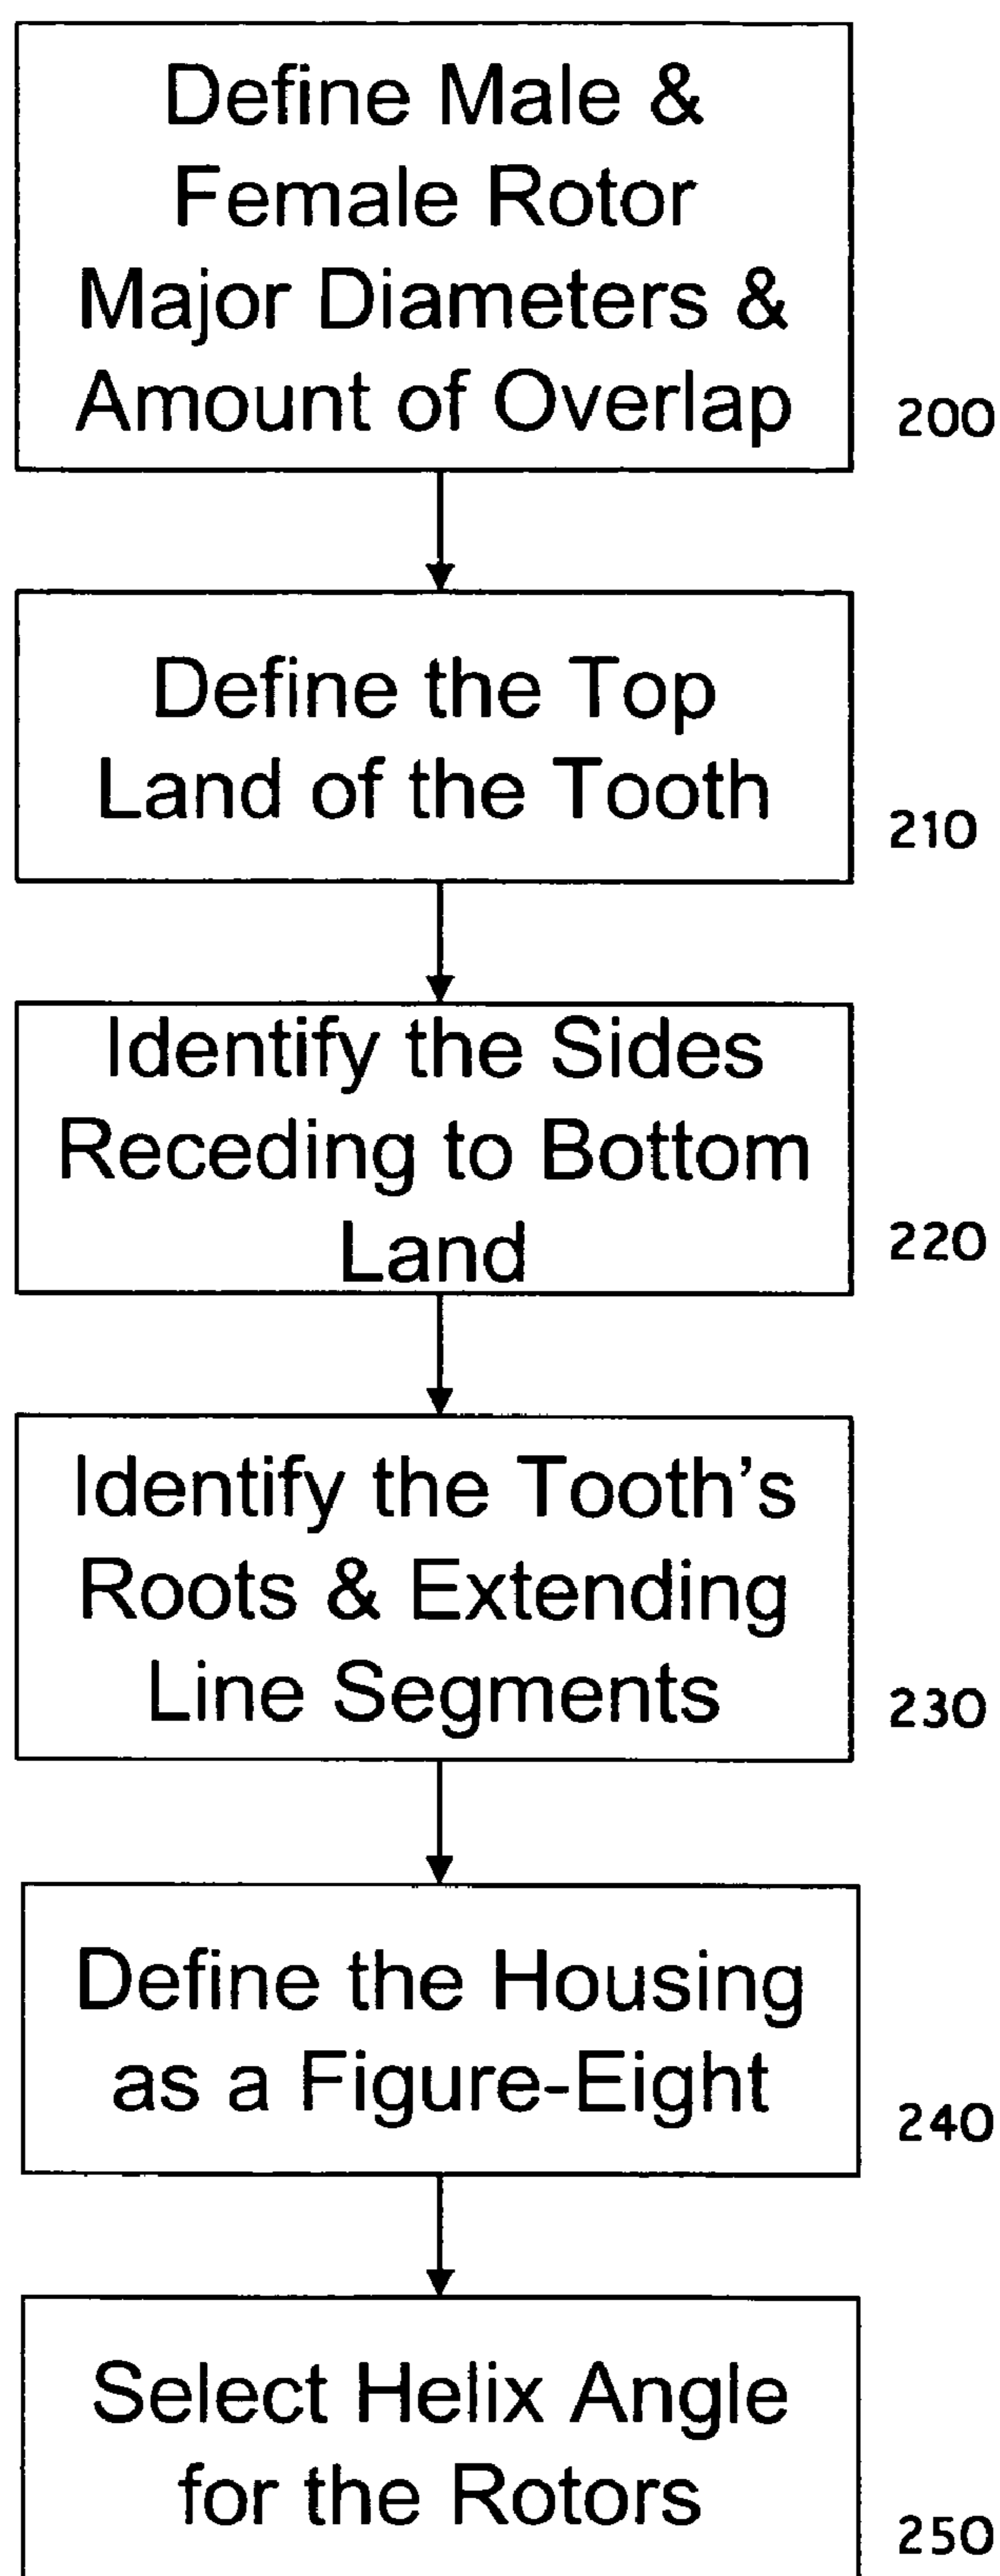 Define Male &
Female Rotor
Major Diameters &
Amount of Overlap
200
Define the Top
Land of the Tooth
210
Identify the Sides
Receding to Bottom
Land
220
Identify the Tooth's
Roots & Extending
Line Segments
230
Define the Housing
as a Figure-Eight
240
Select Helix Angle
for the Rotors
250